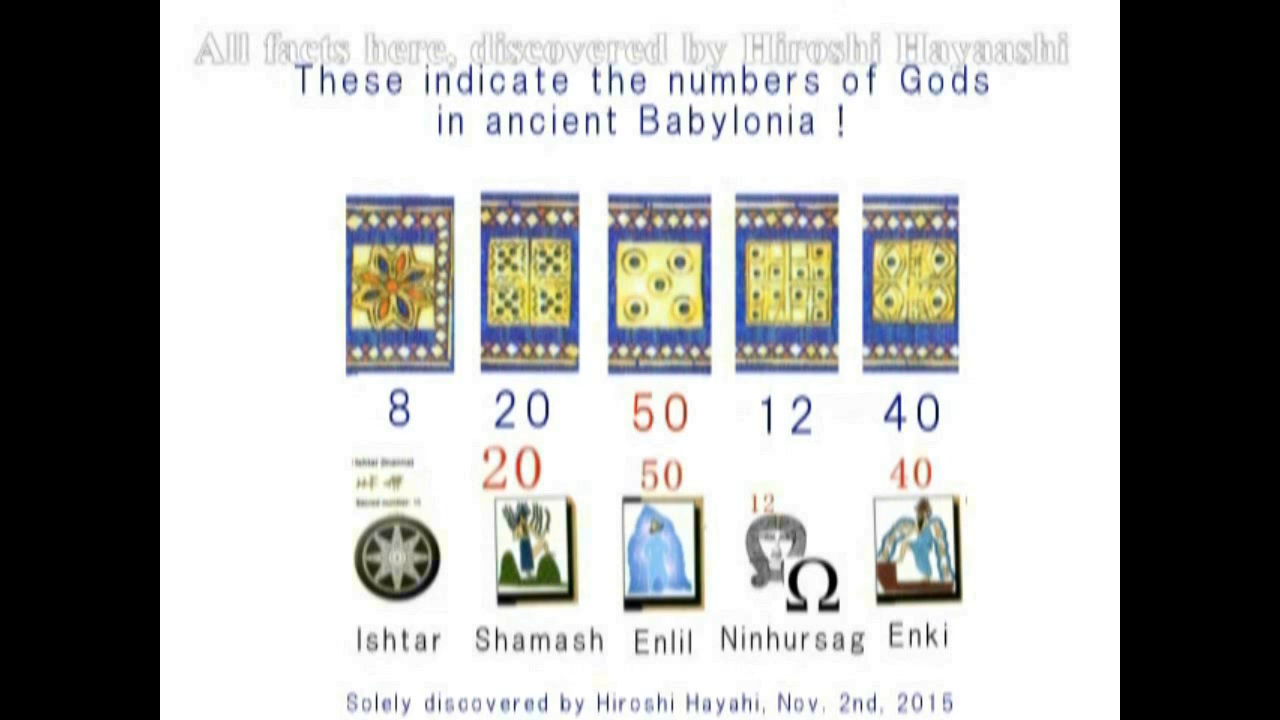 All facts here, discovered by Hiroshi Hayaashi
These indicate the numbers of Gods
in ancient Babylonia !
8 20 50 12 40
20 50 12 40
Ishtar Shamash Enlil Ninhursag Enki
Ω
Solely discovered by Hiroshi Hayahi, Nov. 2nd, 2015